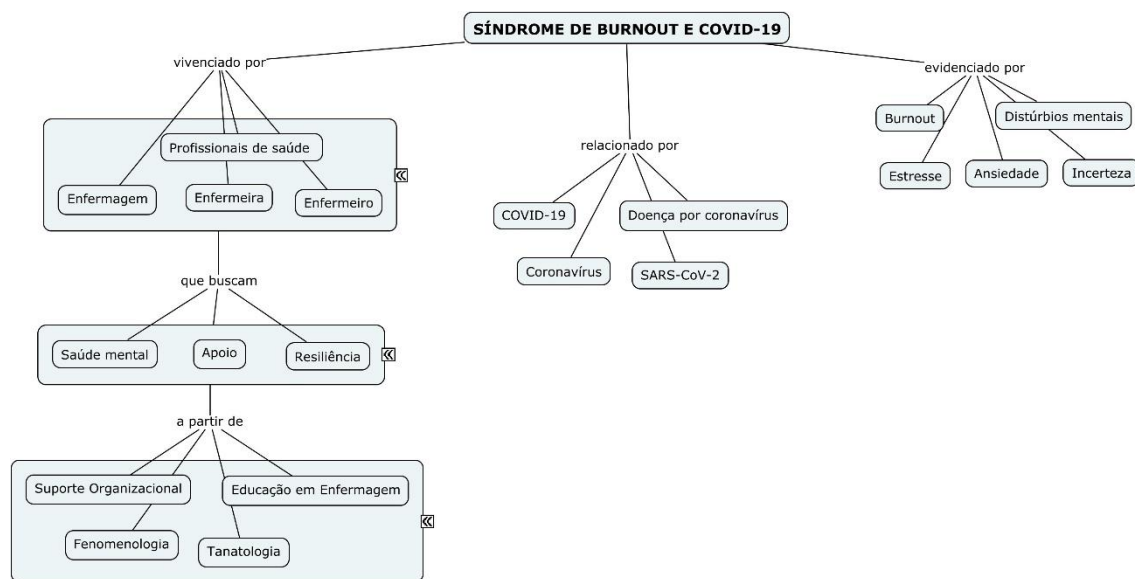 SÍNDROME DE BURNOUT E COVID-19
vivenciado por
Profissionais de saúde
Enfermagem
Enfermeira
Enfermeiro
que buscam
Saúde mental
Apoio
Resiliência
a partir de
Suporte Organizacional
Educação em Enfermagem
Fenomenologia
Tanatologia
relacionado por
COVID-19
Doença por coronavírus
Coronavírus
SARS-CoV-2
evidenciado por
Burnout
Distúrbios mentais
Estresse
Ansiedade
Incerteza